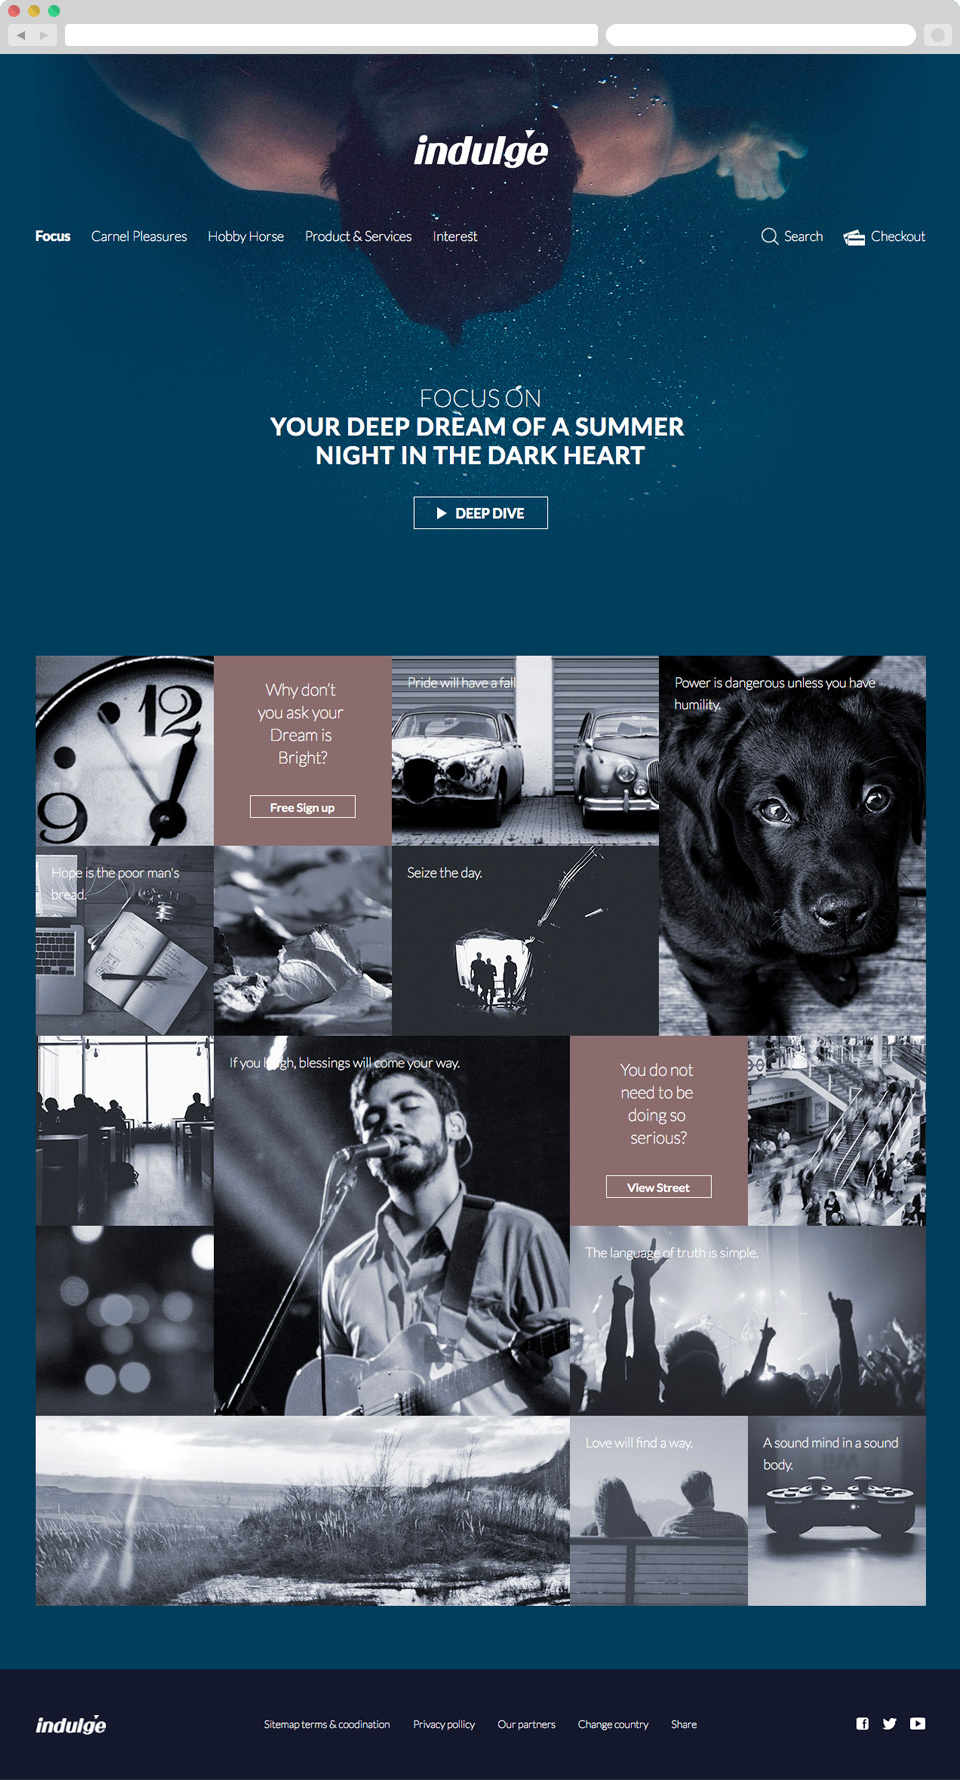 indulge
Focus Carnel Pleasures Hobby Horse Product & Services Interest Search Checkout
FOCUS ON
YOUR DEEP DREAM OF A SUMMER
NIGHT IN THE DARK HEART
DEEP DIVE
12
9
Why don't
you ask your
Dream is
Bright?
Free Sign up
Pride will have a fall
Power is dangerous unless you have
humility.
Hope is the poor man's
bread.
Seize the day.
If you laugh, blessings will come your way.
You do not
need to be
doing so
serious?
View Street
The language of truth is simple.
Love will find a way.
A sound mind in a sound
body.
indulge
Sitemap terms & coodination Privacy pollicy Our partners Change country Share